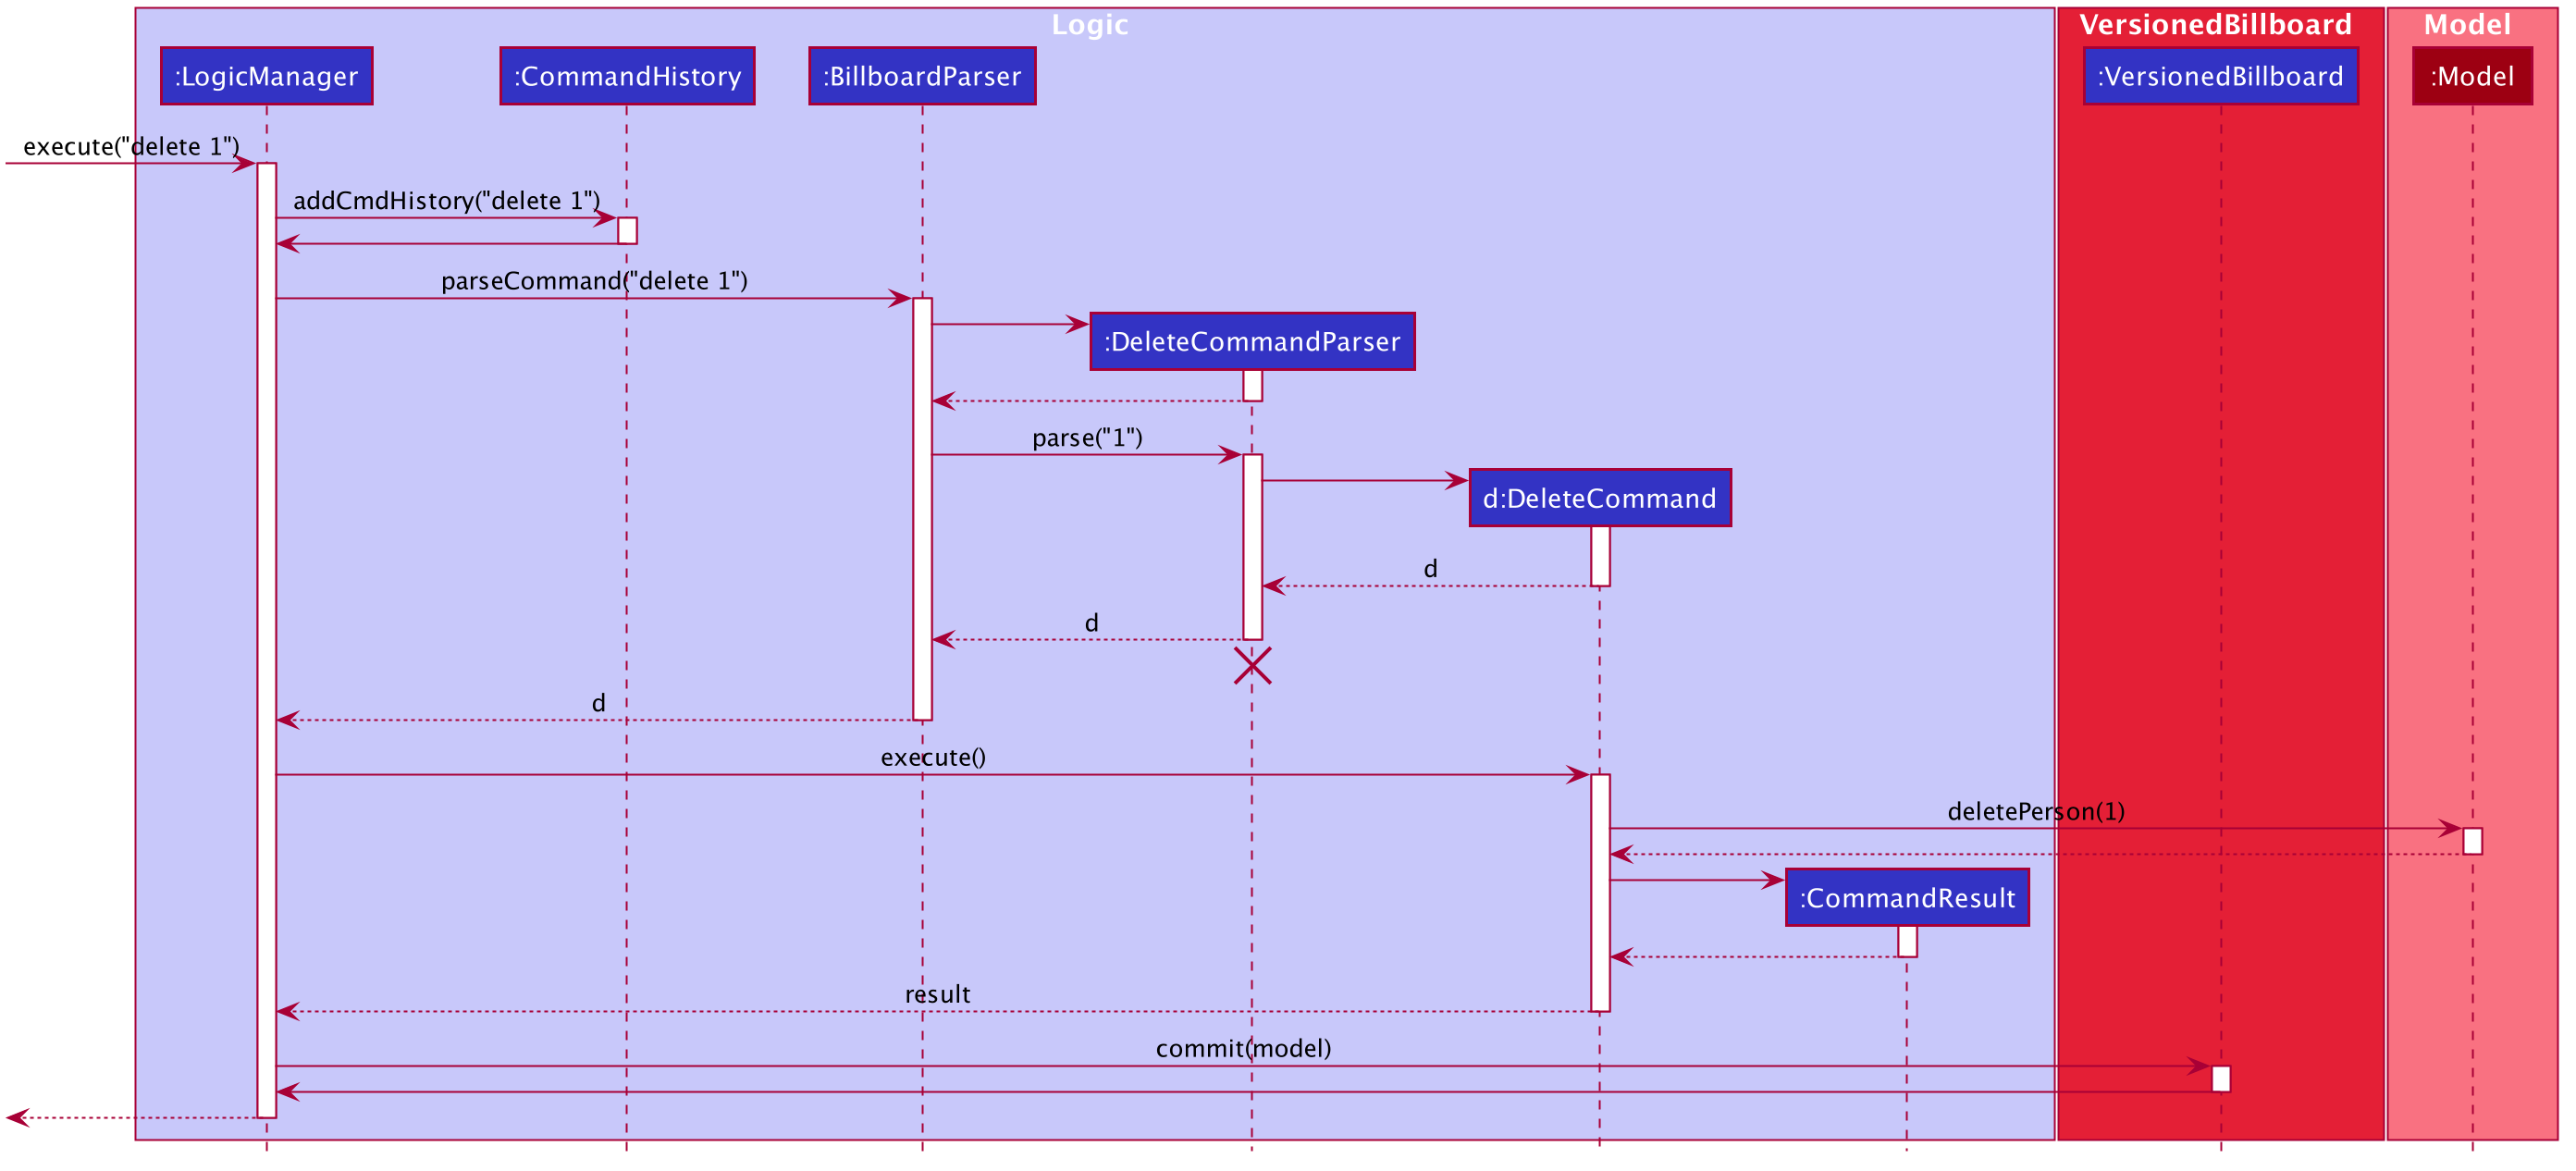 Logic
VersionedBillboard
Model
:LogicManager
:CommandHistory
:BillboardParser
:VersionedBillboard
:Model
execute("delete 1")
addCmdHistory("delete 1")
parseCommand("delete 1")
:DeleteCommandParser
parse("1")
d:DeleteCommand
d
d
d
execute()
deletePerson(1)
:CommandResult
result
commit(model)